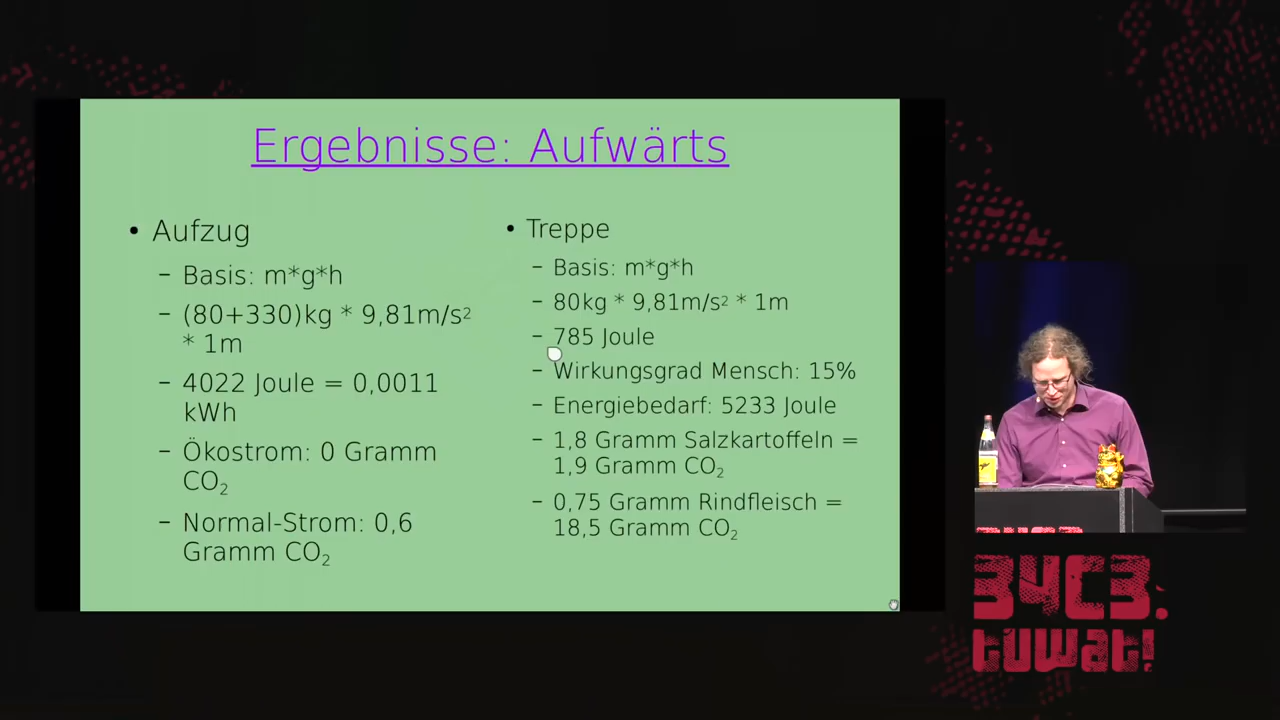 Ergebnisse: Aufwärts
• Aufzug
– Basis: m*g*h
– (80+330)kg * 9,81m/s²
* 1m
– 4022 Joule = 0,0011
kWh
– Ökostrom: 0 Gramm
CO₂
– Normal-Strom: 0,6
Gramm CO₂
• Treppe
– Basis: m*g*h
– 80kg * 9,81m/s² * 1m
– 785 Joule
– Wirkungsgrad Mensch: 15%
– Energiebedarf: 5233 Joule
– 1,8 Gramm Salzkartoffeln =
1,9 Gramm CO₂
– 0,75 Gramm Rindfleisch =
18,5 Gramm CO₂
34C3.
tuwat!